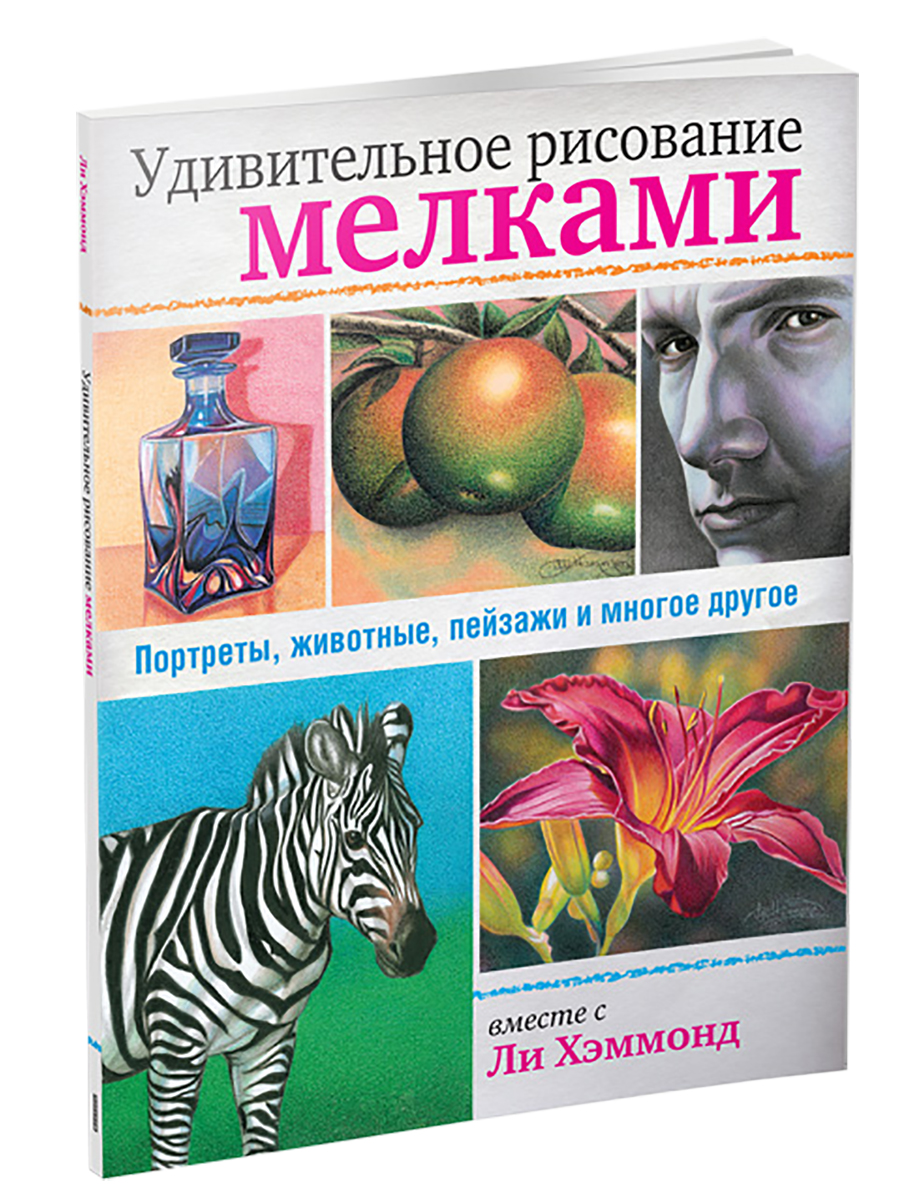 Удивительное рисование
мелками
Портреты, животные, пейзажи и многое другое
вместе с
Ли Хэммонд
Ли Хэммонд
Удивительное рисование мелками